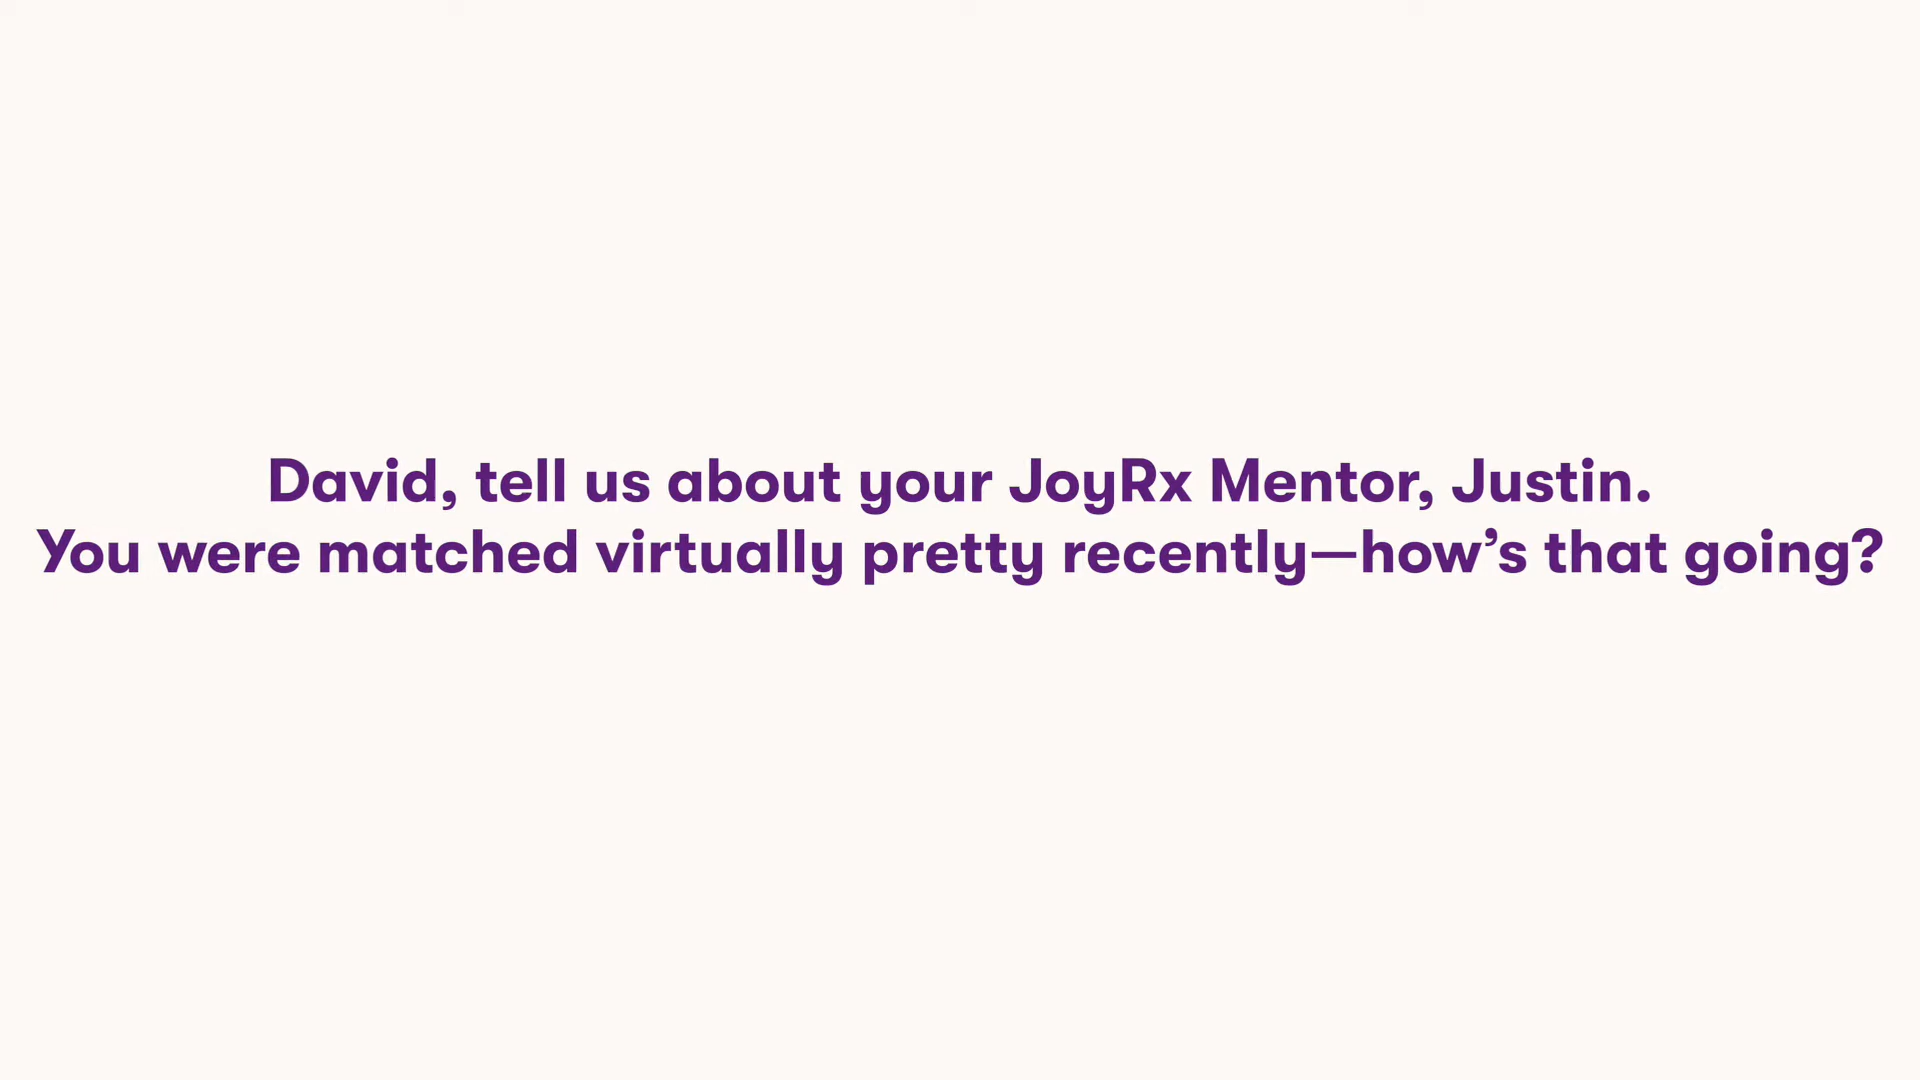 David, tell us about your JoyRx Mentor, Justin.
You were matched virtually pretty recently—how’s that going?